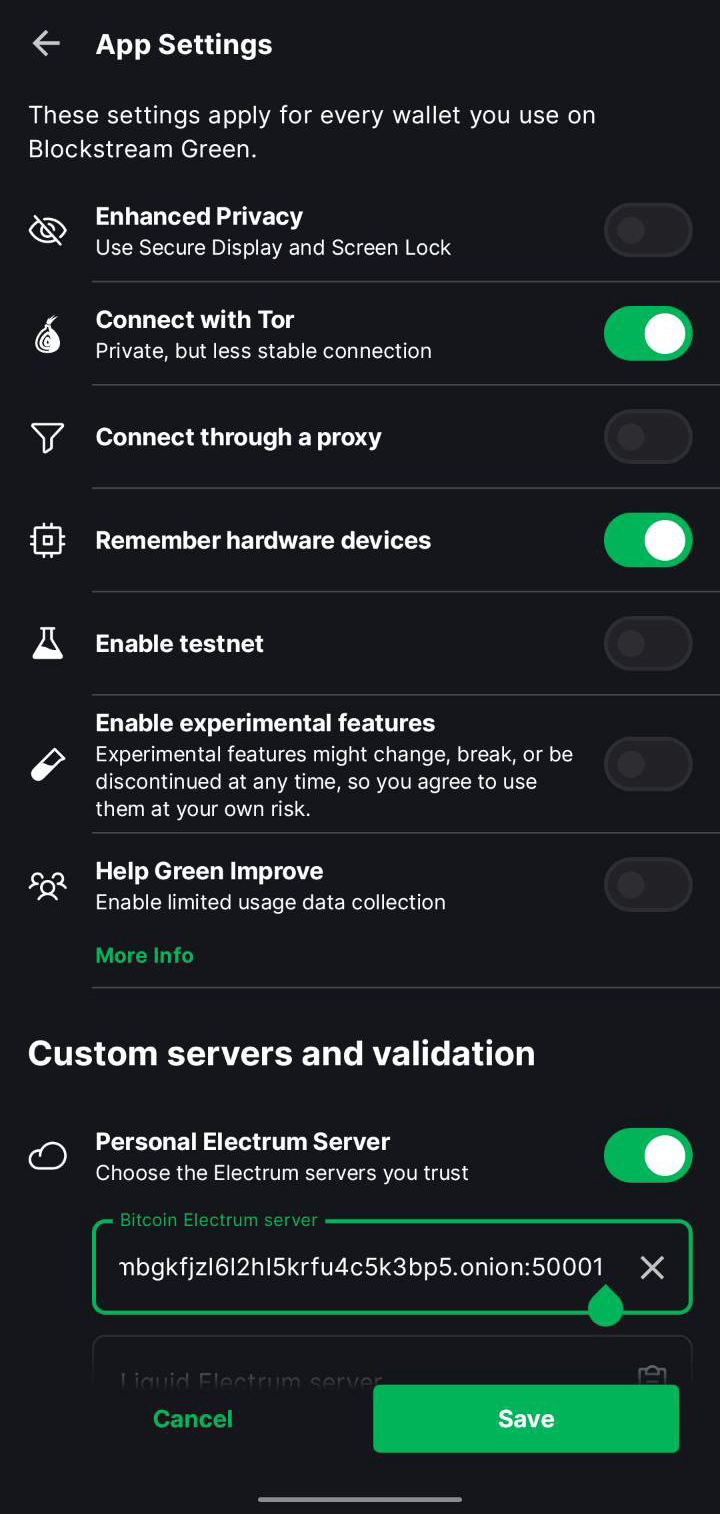 App Settings
These settings apply for every wallet you use on
Blockstream Green.
Enhanced Privacy
Use Secure Display and Screen Lock
Connect with Tor
Private, but less stable connection
Connect through a proxy
Remember hardware devices
Enable testnet
Enable experimental features
Experimental features might change, break, or be
discontinued at any time, so you agree to use
them at your own risk.
Help Green Improve
Enable limited usage data collection
More Info
Custom servers and validation
Personal Electrum Server
Choose the Electrum servers you trust
Bitcoin Electrum server
mbgkfjzl6l2hl5krfu4c5k3bp5.onion:50001
Liquid Electrum server
Cancel
Save